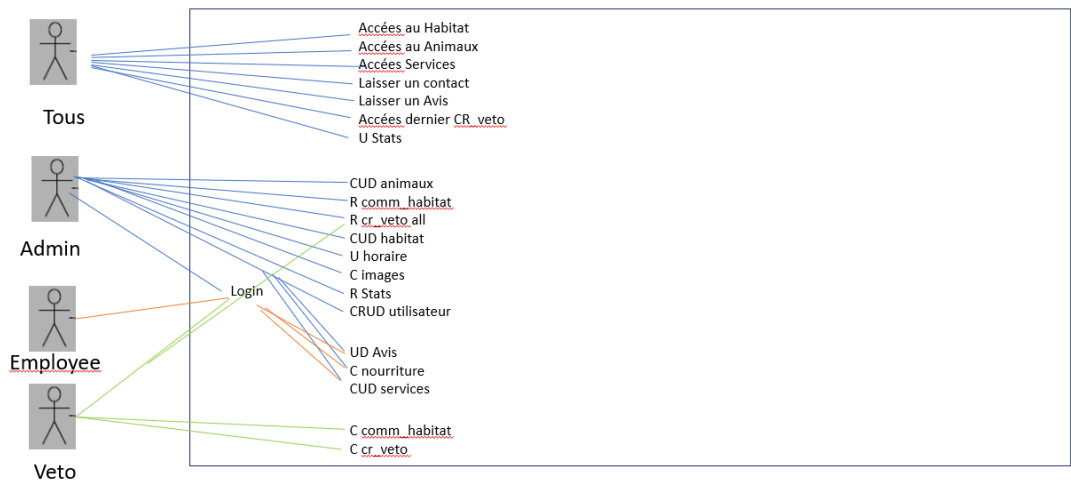 Accées au Habitat
Accées au Animaux
Accées Services
Laisser un contact
Laisser un Avis
Accées dernier CR_veto
U Stats
Tous
CUD animaux
R comm_habitat
R cr_veto all
CUD habitat
U horaire
C images
R Stats
CRUD utilisateur
Admin
Login
UD Avis
C nourriture
CUD services
Employee
C comm_habitat
C cr_veto
Veto